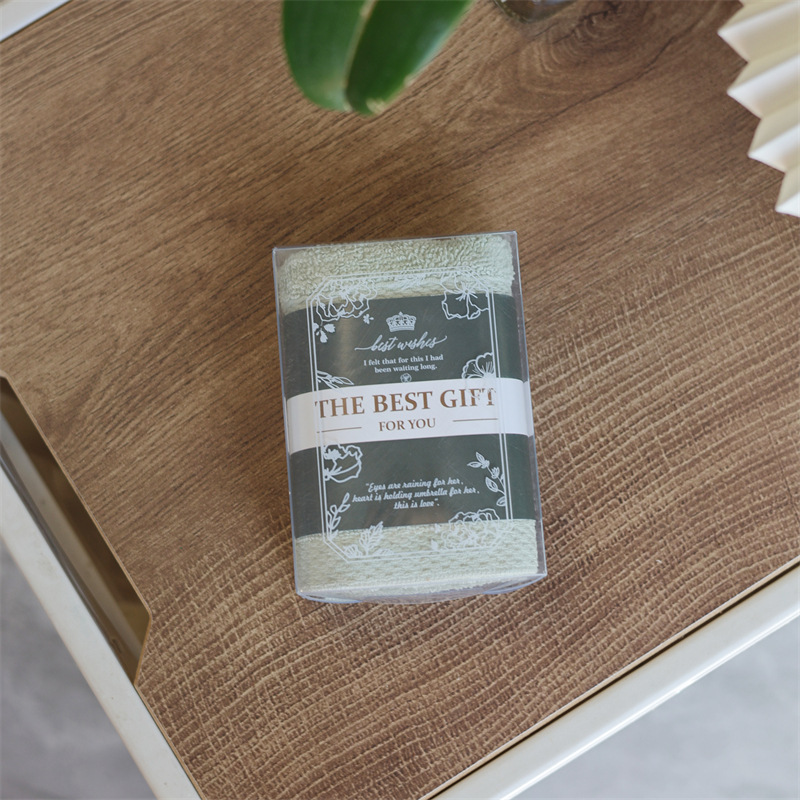 best wishes
I felt that for this I had
been waiting long.
THE BEST GIFT
FOR YOU
"Eyes are raining for her,
heart is holding umbrella for her,
this is love".